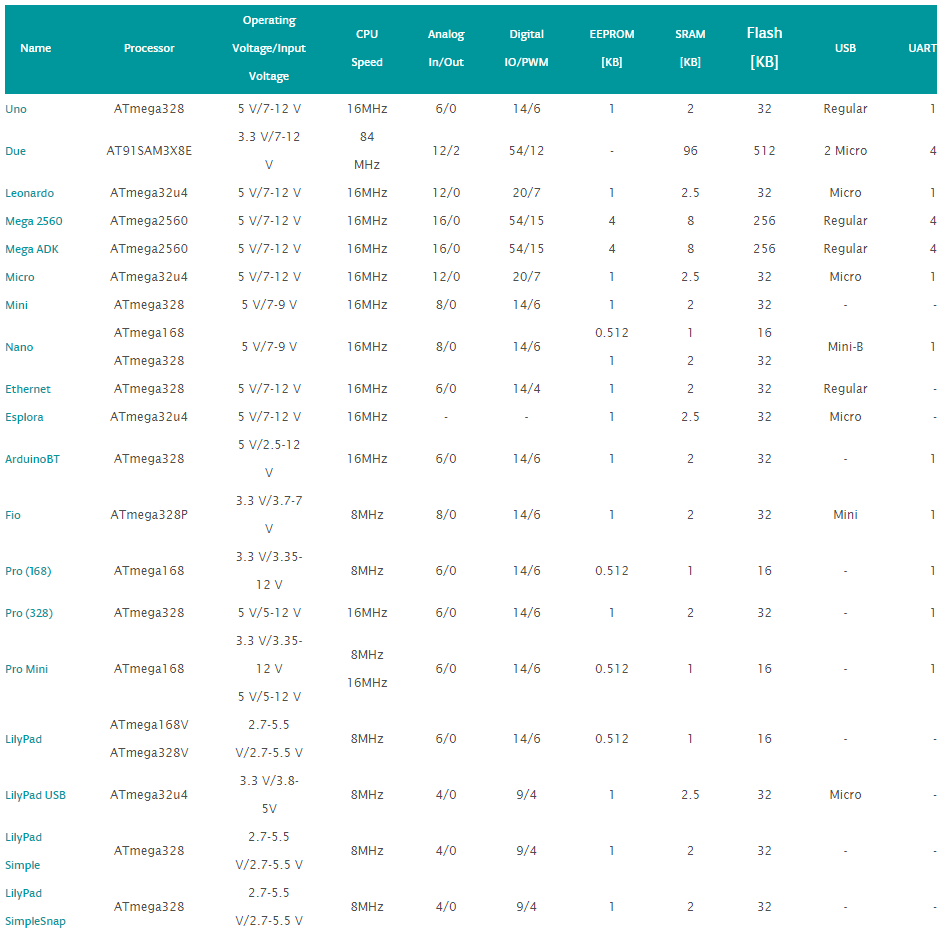 Name Processor Operating Voltage/Input Voltage CPU Speed Analog In/Out Digital IO/PWM EEPROM [KB] SRAM [KB] Flash [KB] USB UART
Uno ATmega328 5 V/7-12 V 16MHz 6/0 14/6 1 2 32 Regular 1
Due AT91SAM3X8E 3.3 V/7-12 V 84 MHz 12/2 54/12 - 96 512 2 Micro 4
Leonardo ATmega32u4 5 V/7-12 V 16MHz 12/0 20/7 1 2.5 32 Micro 1
Mega 2560 ATmega2560 5 V/7-12 V 16MHz 16/0 54/15 4 8 256 Regular 4
Mega ADK ATmega2560 5 V/7-12 V 16MHz 16/0 54/15 4 8 256 Regular 4
Micro ATmega32u4 5 V/7-12 V 16MHz 12/0 20/7 1 2.5 32 Micro 1
Mini ATmega328 5 V/7-9 V 16MHz 8/0 14/6 1 2 32 - -
Nano ATmega168 ATmega328 5 V/7-9 V 16MHz 8/0 14/6 0.512 1 1 2 16 32 Mini-B 1
Ethernet ATmega328 5 V/7-12 V 16MHz 6/0 14/4 1 2 32 Regular -
Esplora ATmega32u4 5 V/7-12 V 16MHz - - 1 2.5 32 Micro -
ArduinoBT ATmega328 5 V/2.5-12 V 16MHz 6/0 14/6 1 2 32 - 1
Fio ATmega328P 3.3 V/3.7-7 V 8MHz 8/0 14/6 1 2 32 Mini 1
Pro (168) ATmega168 3.3 V/3.35-12 V 8MHz 6/0 14/6 0.512 1 16 - 1
Pro (328) ATmega328 5 V/5-12 V 16MHz 6/0 14/6 1 2 32 - 1
Pro Mini ATmega168 3.3 V/3.35-12 V 5 V/5-12 V 8MHz 16MHz 6/0 14/6 0.512 1 16 - 1
LilyPad ATmega168V ATmega328V 2.7-5.5 V/2.7-5.5 V 8MHz 6/0 14/6 0.512 1 16 - -
LilyPad USB ATmega32u4 3.3 V/3.8-5V 8MHz 4/0 9/4 1 2.5 32 Micro -
LilyPad Simple ATmega328 2.7-5.5 V/2.7-5.5 V 8MHz 4/0 9/4 1 2 32 - -
LilyPad SimpleSnap ATmega328 2.7-5.5 V/2.7-5.5 V 8MHz 4/0 9/4 1 2 32 - -